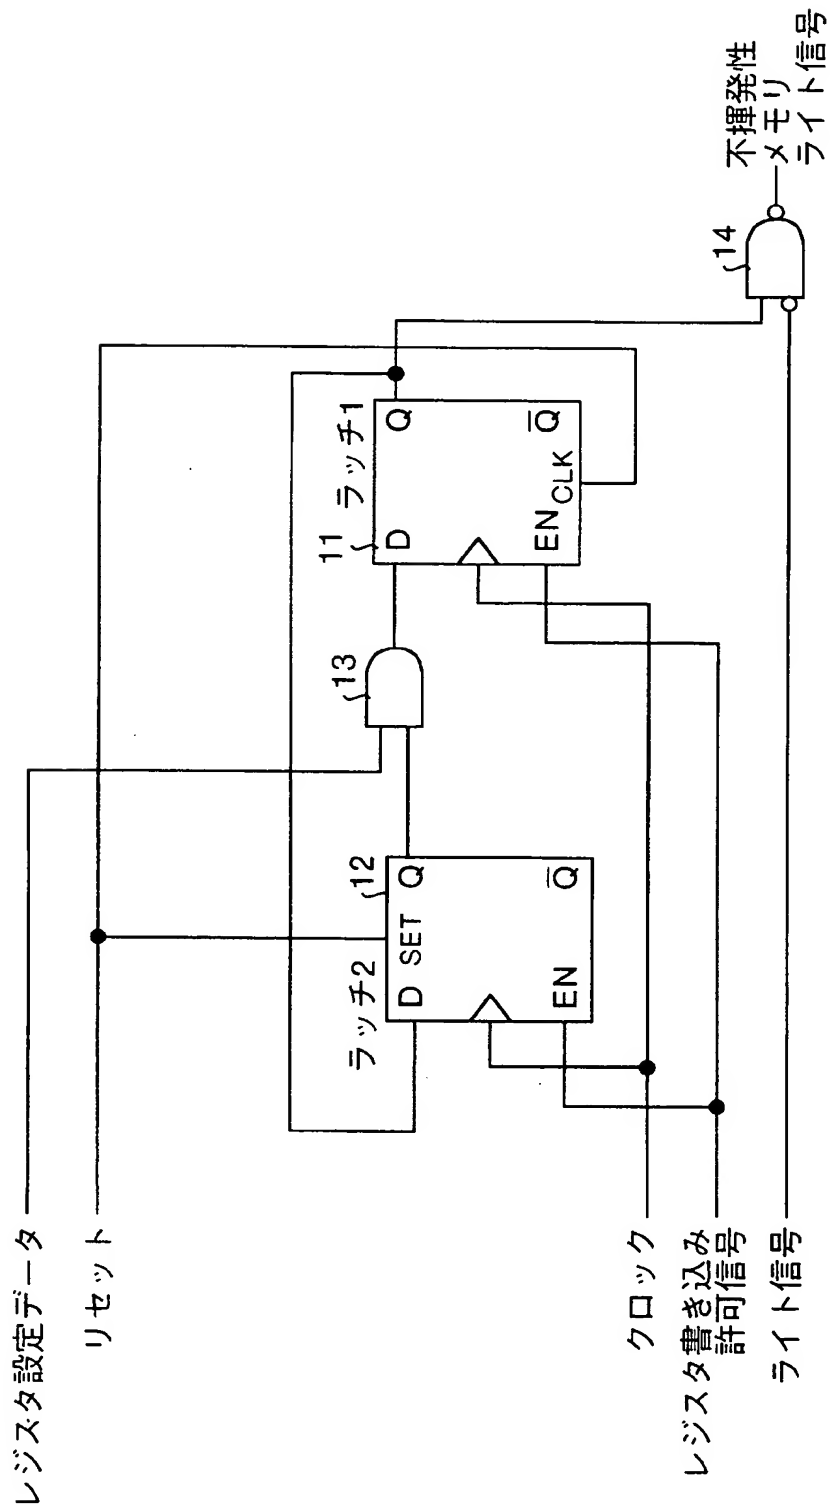 レジスタ設定データ
リセット
クロック
レジスタ書き込み
許可信号
ライト信号
ラッチ2
12
D
SET
Q
EN
Q̅
13
11
ラッチ1
D
Q
EN
CLK
Q̅
14
不揮発性
メモリ
ライト信号